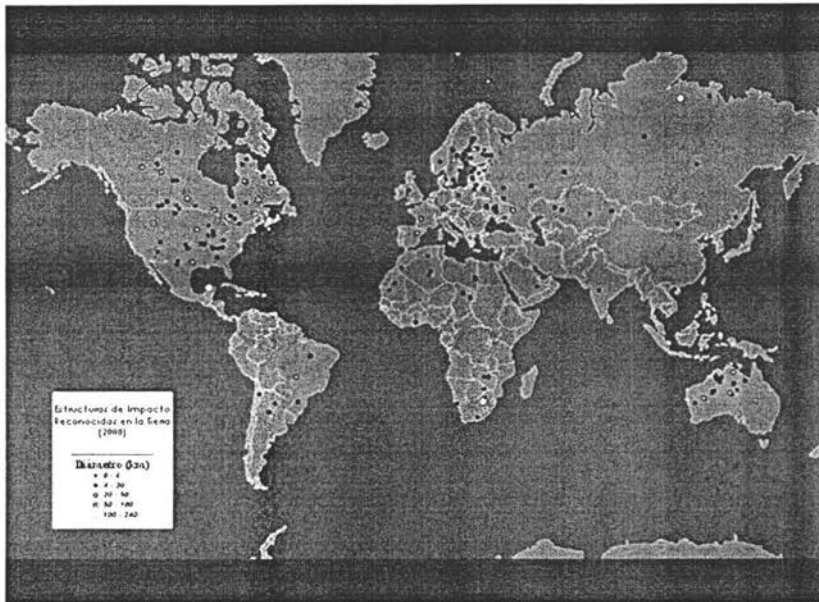 Estructuras de Impacto
Reconocidas en la Tierra
(2000)
Diámetro (km)
0 - 4
4 - 20
20 - 50
50 - 100
100 - 240